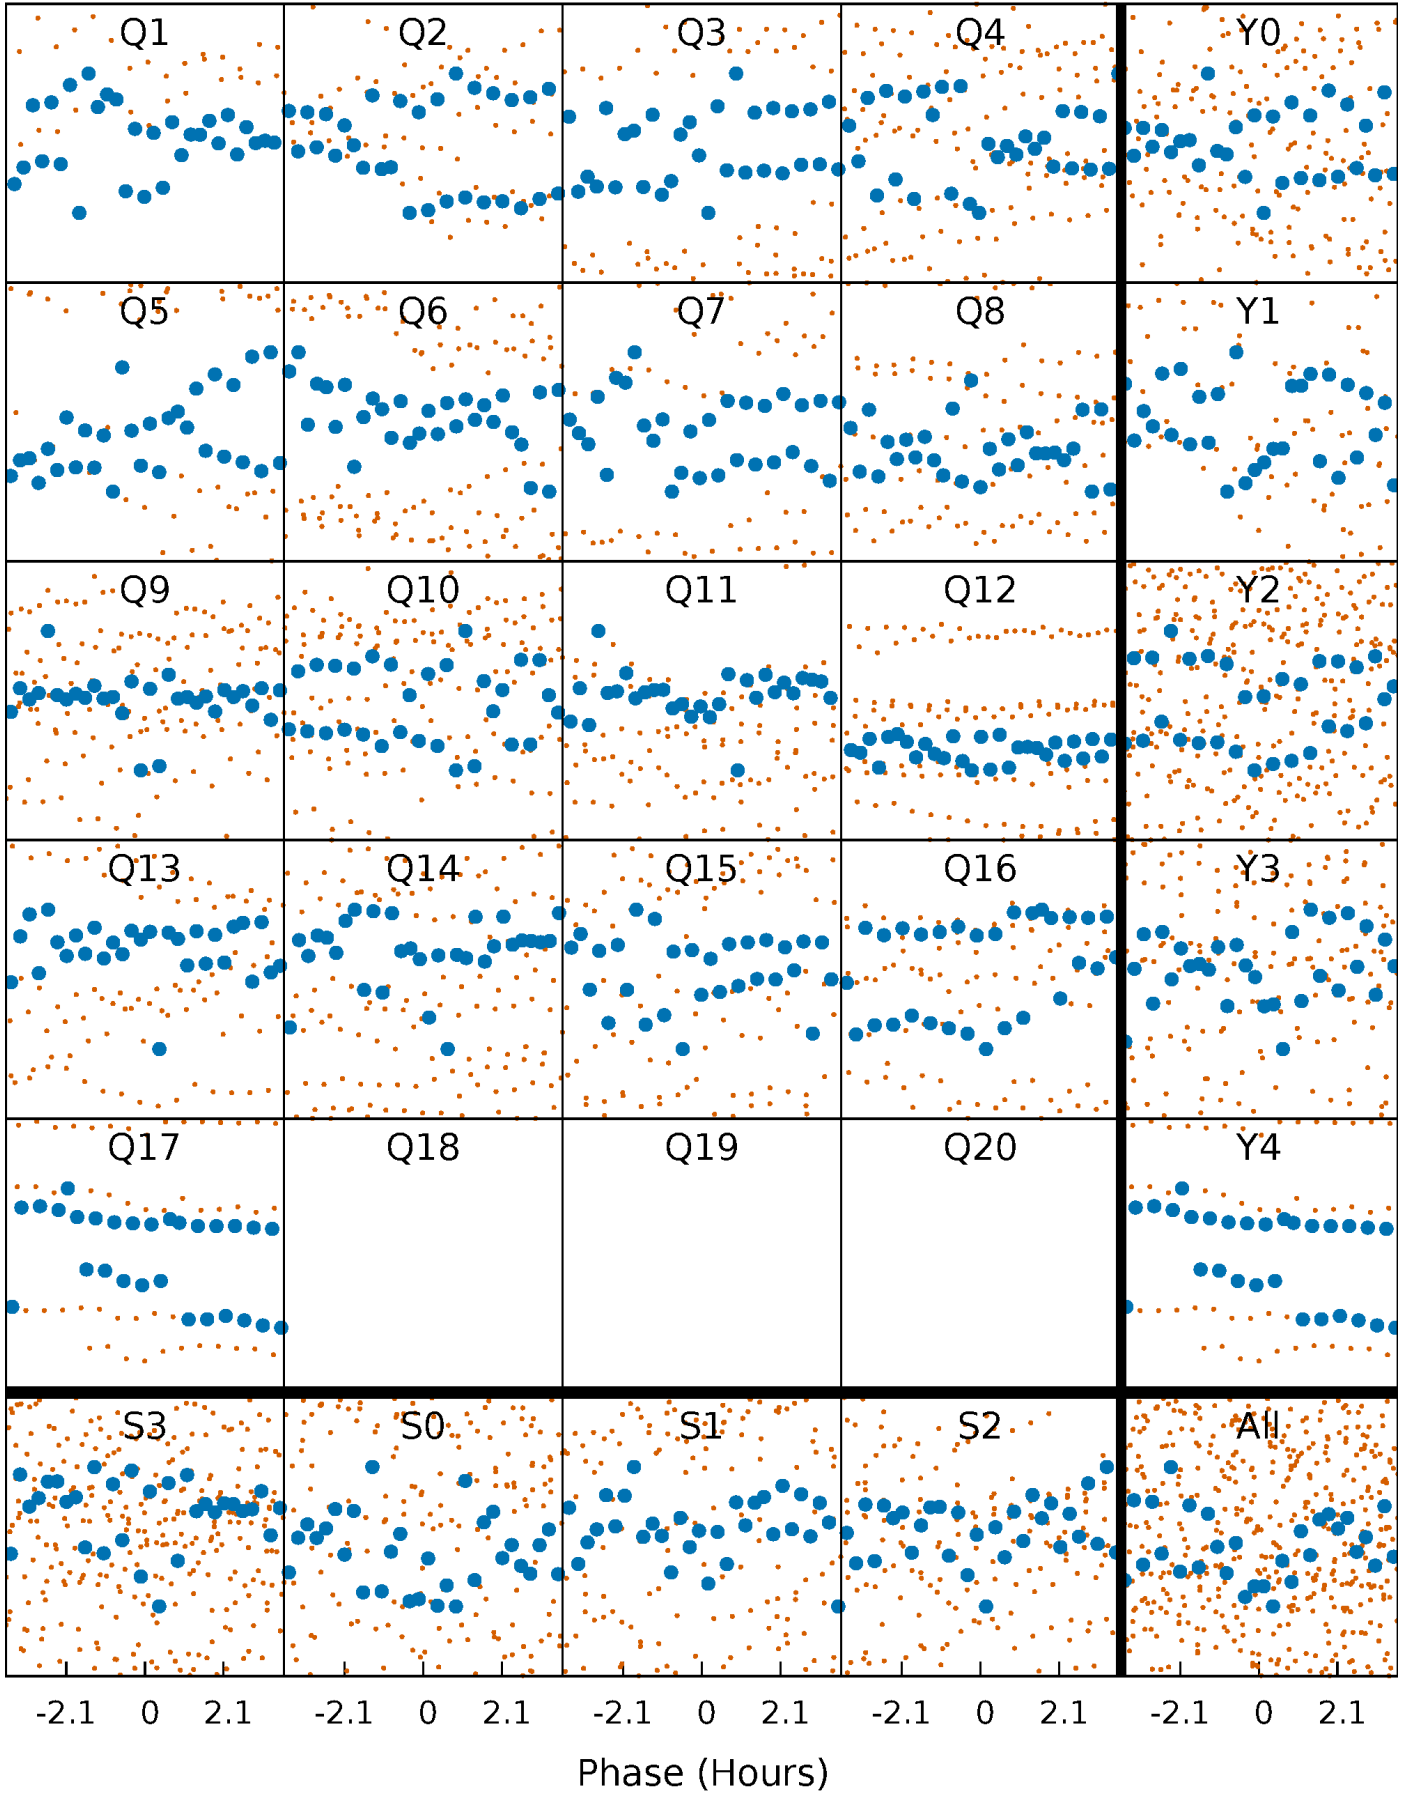 Q1 Q2 Q3 Q4 Y0
Q5 Q6 Q7 Q8 Y1
Q9 Q10 Q11 Q12 Y2
Q13 Q14 Q15 Q16 Y3
Q17 Q18 Q19 Q20 Y4
S3 S0 S1 S2 All
-2.1 0 2.1 -2.1 0 2.1 -2.1 0 2.1 -2.1 0 2.1 -2.1 0 2.1
Phase (Hours)